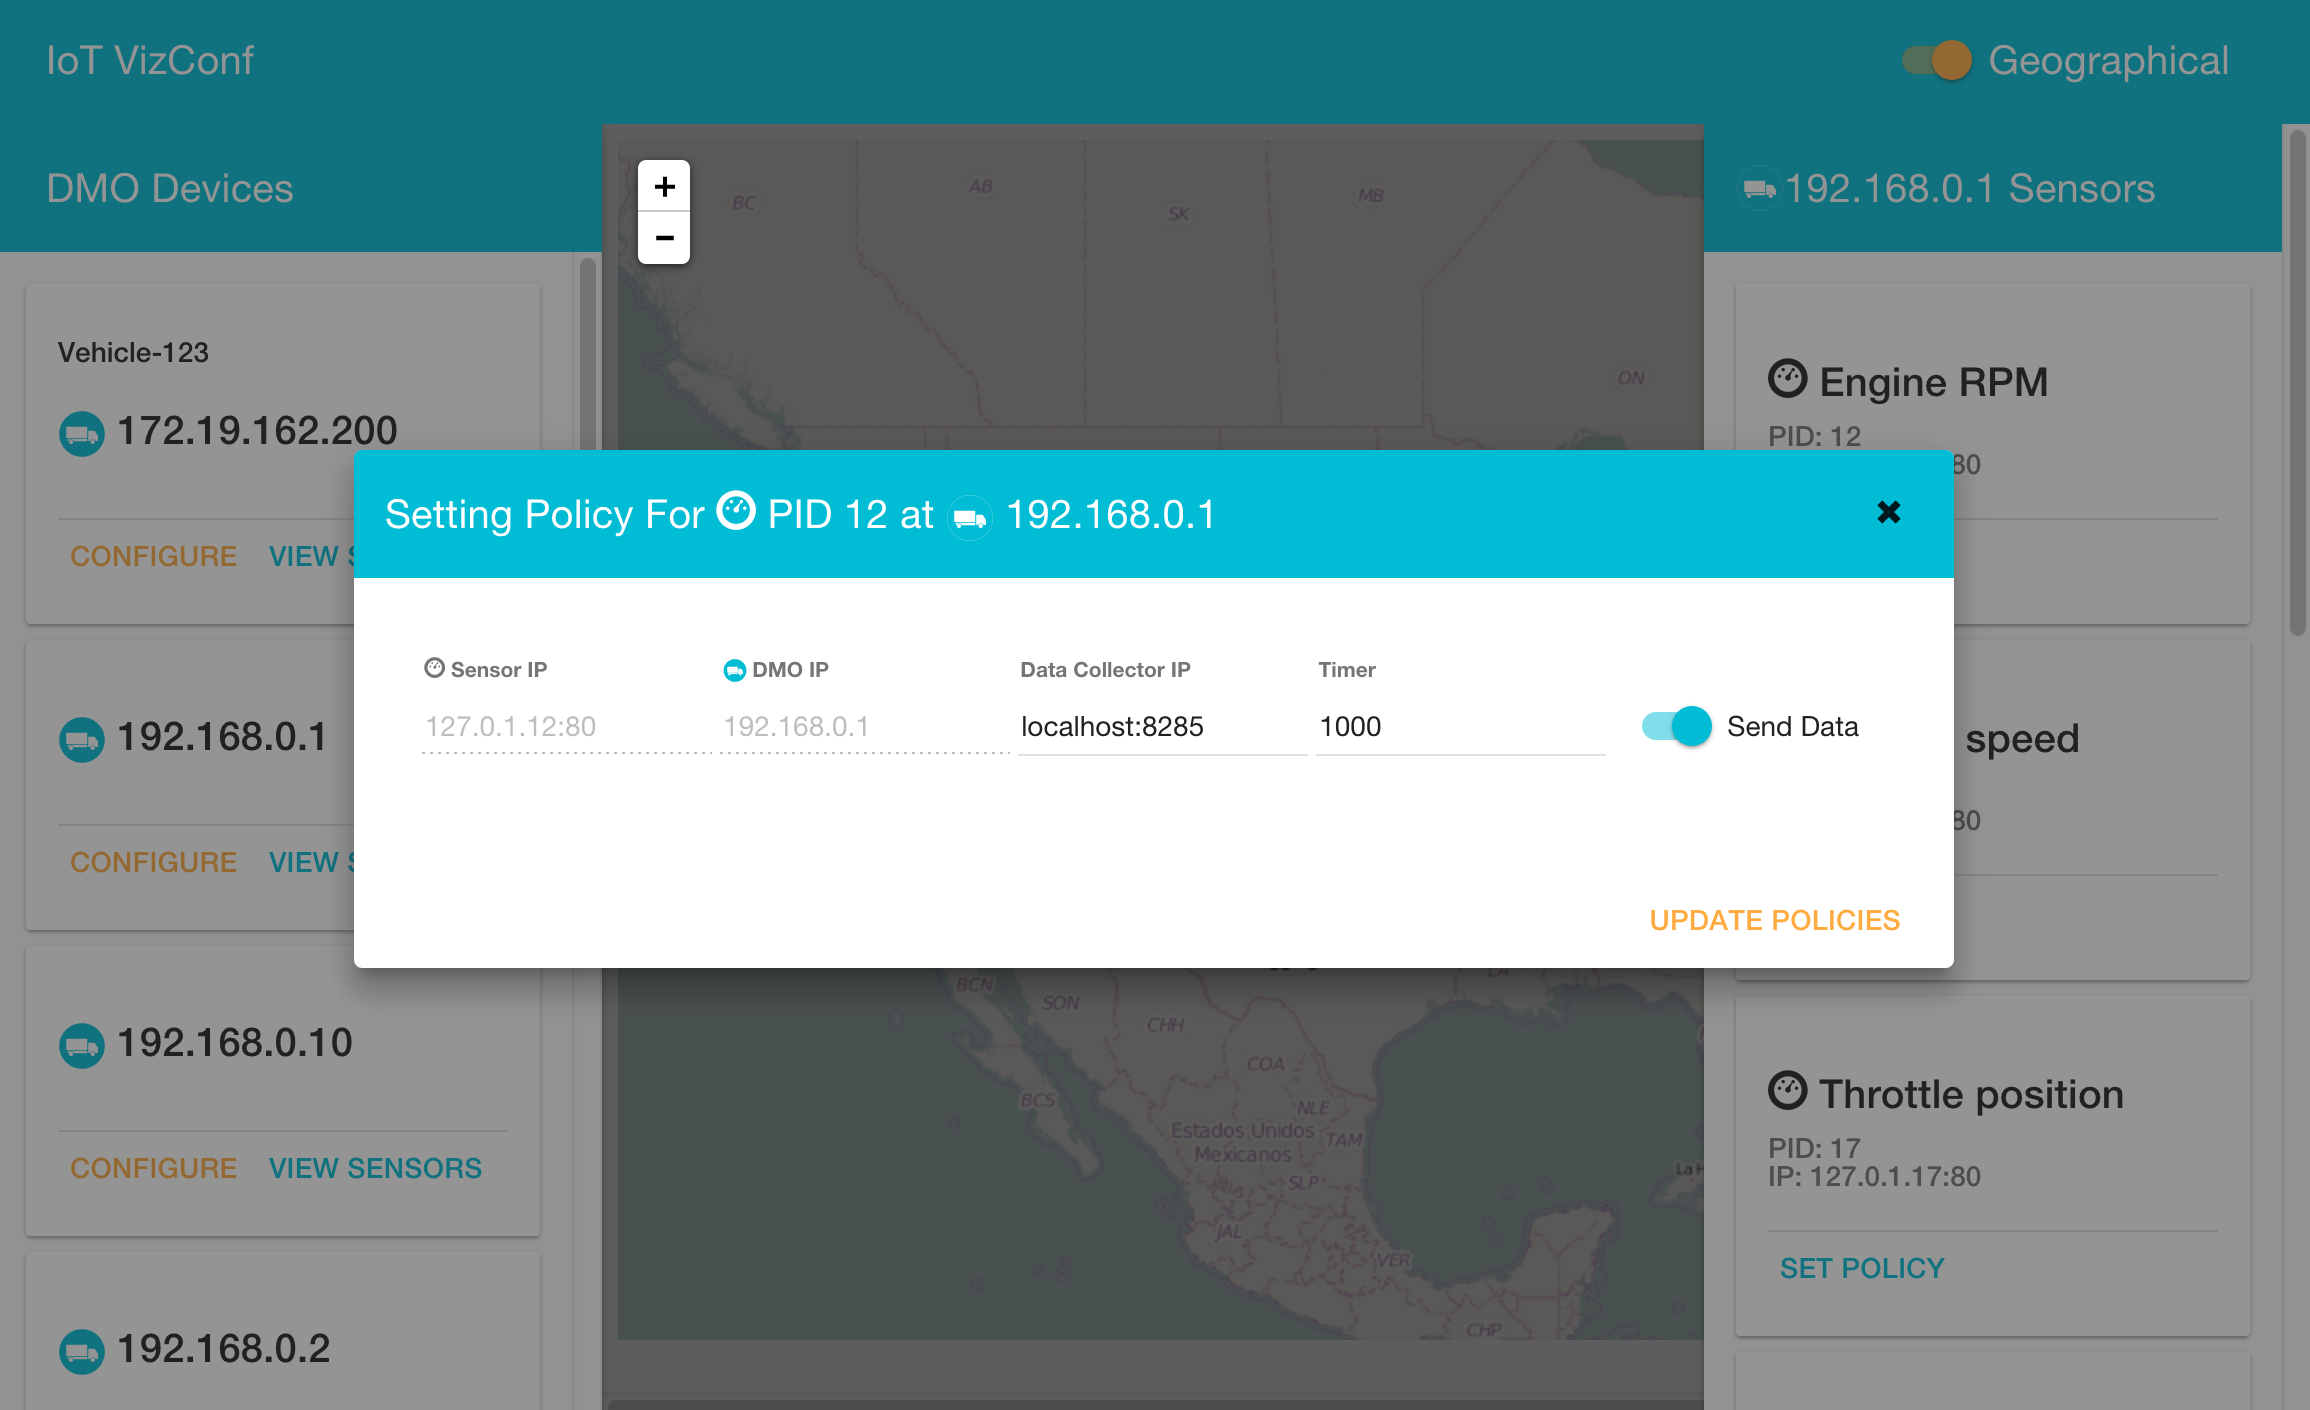 IoT VizConf
Geographical
DMO Devices
192.168.0.1 Sensors
Vehicle-123
172.19.162.200
CONFIGURE VIEW S
192.168.0.1
CONFIGURE VIEW S
192.168.0.10
CONFIGURE VIEW SENSORS
192.168.0.2
+
−
BC
AB
SK
MB
ON
Setting Policy For PID 12 at 192.168.0.1
Sensor IP
DMO IP
Data Collector IP
Timer
127.0.1.12:80
192.168.0.1
localhost:8285
1000
Send Data
UPDATE POLICIES
BCN
SON
CHH
LA
COA
BCS
NLE
Estados Unidos
Mexicanos
TAM
SLP
JAL
VER
CHP
La H
Engine RPM
PID: 12
:80
speed
80
Throttle position
PID: 17
IP: 127.0.1.17:80
SET POLICY